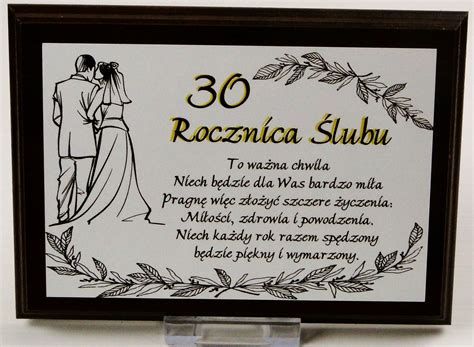 30
Rocznica Ślubu
To ważna chwila
Niech będzie dla Was bardzo miła
Pragnę więc złożyć szczere życzenia:
Miłości, zdrowia i powodzenia.
Niech każdy rok razem spędzony
będzie piękny i wymarzony.